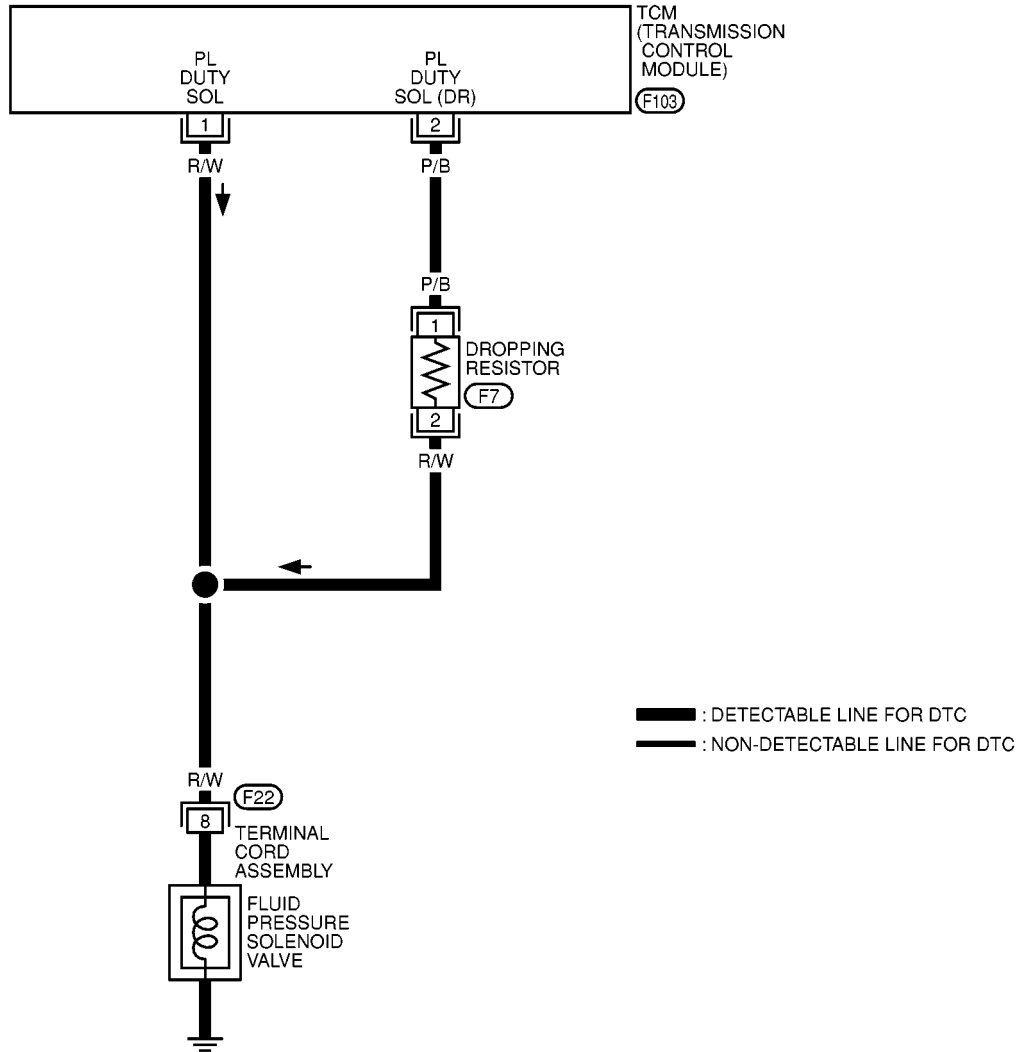 TCM
(TRANSMISSION
CONTROL
MODULE)
F103
PL
DUTY
SOL
PL
DUTY
SOL (DR)
1
2
R/W
P/B
P/B
1
DROPPING
RESISTOR
F7
2
R/W
: DETECTABLE LINE FOR DTC
: NON-DETECTABLE LINE FOR DTC
R/W
F22
8
TERMINAL
CORD
ASSEMBLY
FLUID
PRESSURE
SOLENOID
VALVE